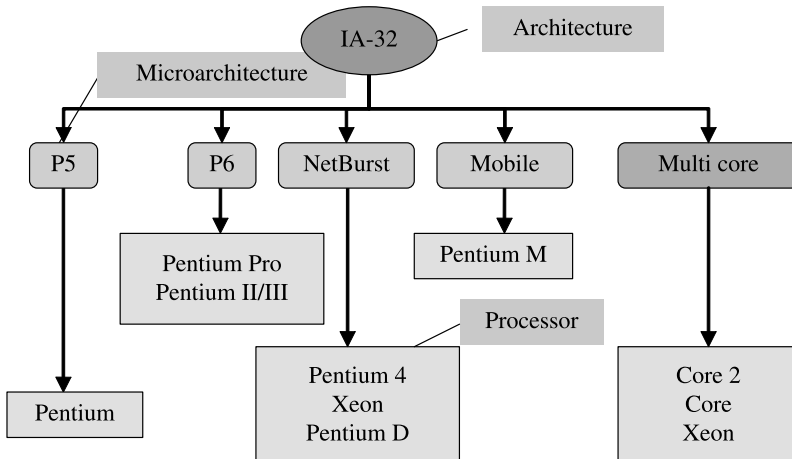 IA-32
Architecture
Microarchitecture
P5
P6
NetBurst
Mobile
Multi core
Pentium Pro
Pentium II/III
Pentium M
Processor
Pentium
Pentium 4
Xeon
Pentium D
Core 2
Core
Xeon